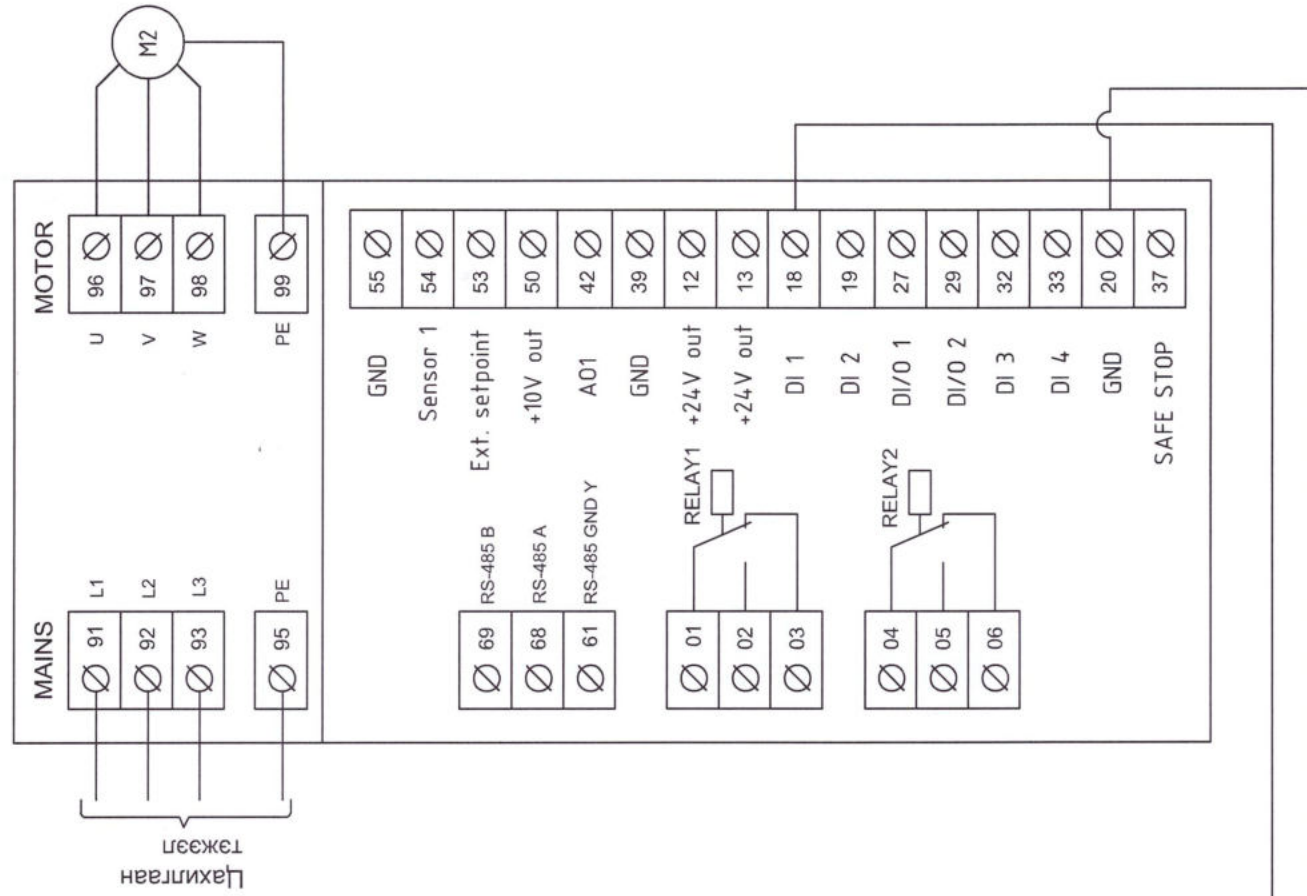 M2
MOTOR
96
97
98
99
U
V
W
PE
MAINS
91
92
93
95
L1
L2
L3
PE
Цахилгаан
тэжээл
55
54
53
50
42
39
12
13
18
19
27
29
32
33
20
37
GND
Sensor 1
Ext. setpoint
+10V out
AO1
GND
+24V out
+24V out
DI 1
DI 2
DI/O 1
DI/O 2
DI 3
DI 4
GND
SAFE STOP
69 RS-485 B
68 RS-485 A
61 RS-485 GND Y
RELAY1
01
02
03
RELAY2
04
05
06